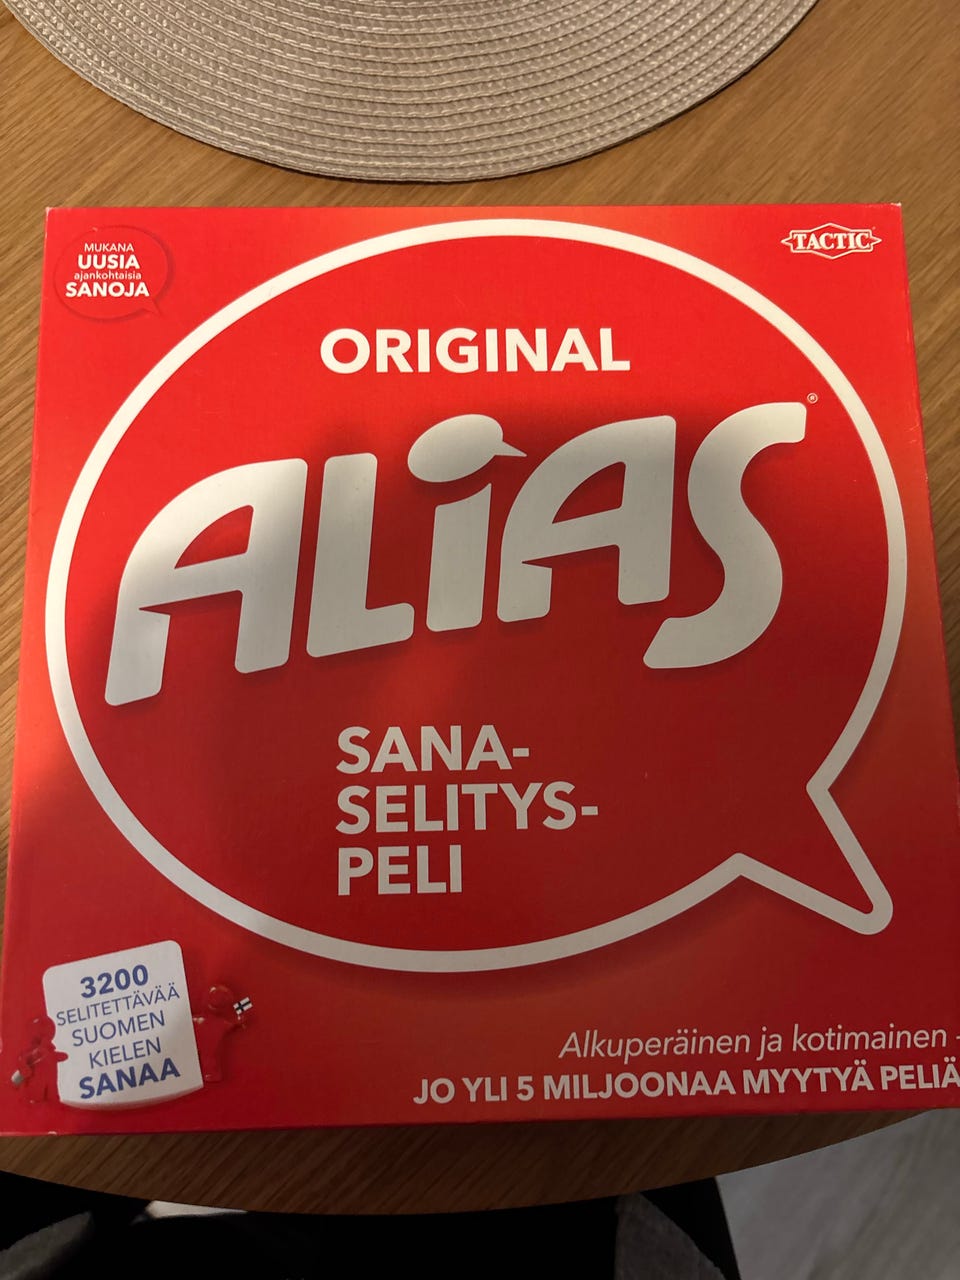 MUKANA
UUSIA
ajankohtaisia
SANOJA
TACTIC
ORIGINAL
ALiAS®
SANA-
SELITYS-
PELI
3200
SELITETTÄVÄÄ
SUOMEN
KIELEN
SANAA
Alkuperäinen ja kotimainen -
JO YLI 5 MILJOONAA MYYTYÄ PELIÄ